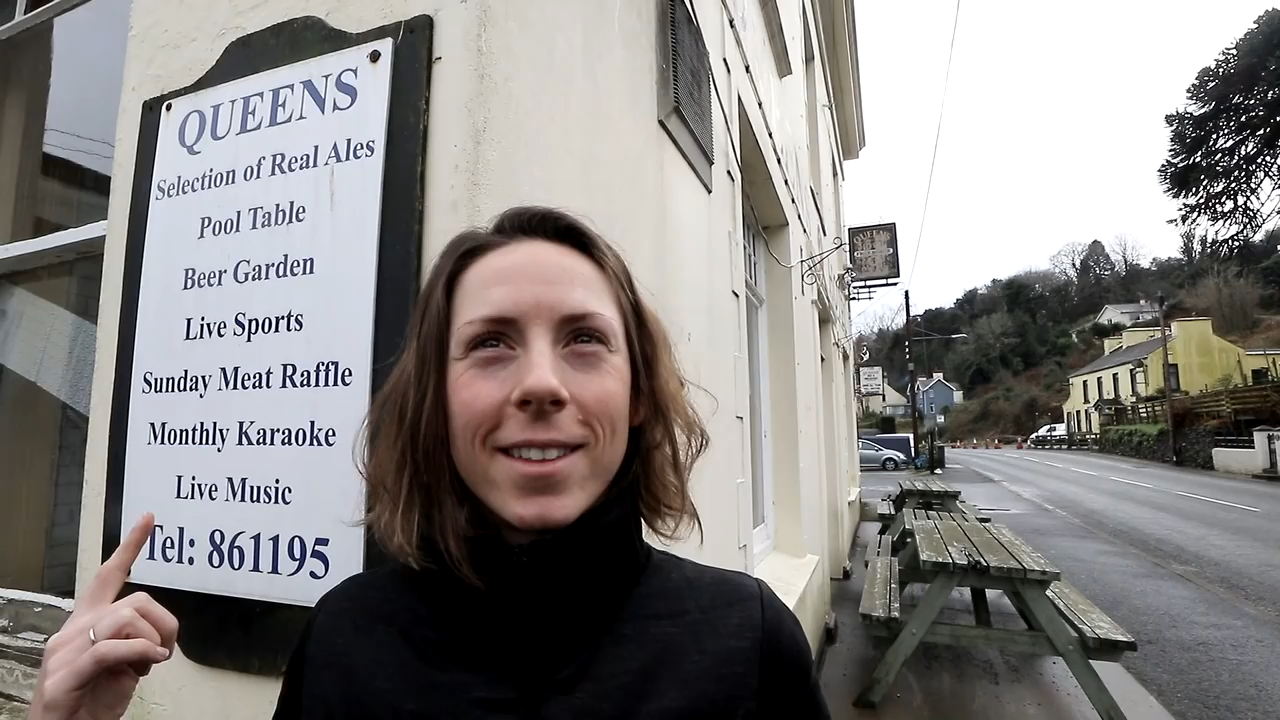 QUEENS
Selection of Real Ales
Pool Table
Beer Garden
Live Sports
Sunday Meat Raffle
Monthly Karaoke
Live Music
Tel: 861195
QUEENS